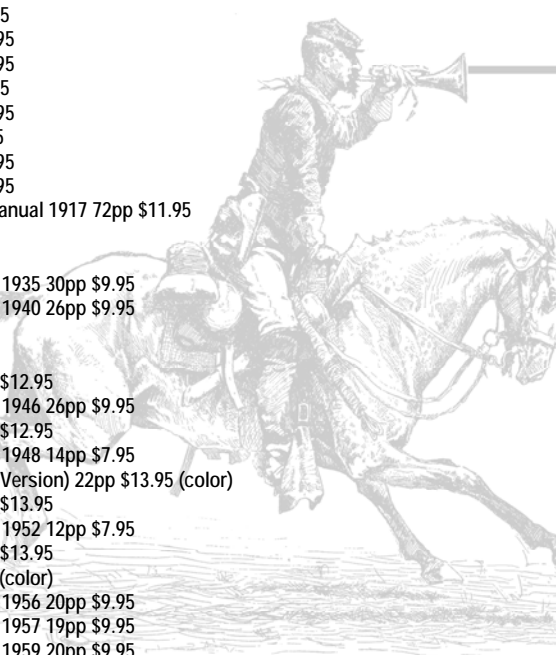 5
95
95
5
95
5
95
95
anual 1917 72pp $11.95
1935 30pp $9.95
1940 26pp $9.95
$12.95
1946 26pp $9.95
$12.95
1948 14pp $7.95
Version) 22pp $13.95 (color)
$13.95
1952 12pp $7.95
$13.95
(color)
1956 20pp $9.95
1957 19pp $9.95
1959 20pp $9.95